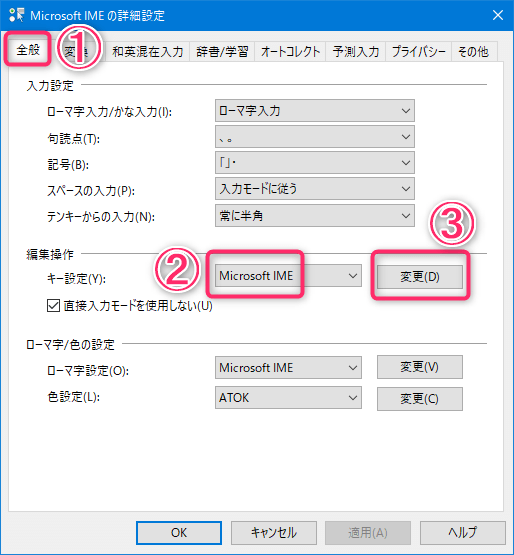 Microsoft IME の詳細設定
全般 ① 変換 和英混在入力 辞書/学習 オートコレクト 予測入力 プライバシー その他
入力設定
ローマ字入力/かな入力(I): ローマ字入力
句読点(T): 、。
記号(B): 「」・
スペースの入力(P): 入力モードに従う
テンキーからの入力(N): 常に半角
③
編集操作
キー設定(Y): ② Microsoft IME 変更(D)
直接入力モードを使用しない(U)
ローマ字/色の設定
ローマ字設定(O): Microsoft IME 変更(V)
色設定(L): ATOK 変更(C)
OK キャンセル 適用(A) ヘルプ